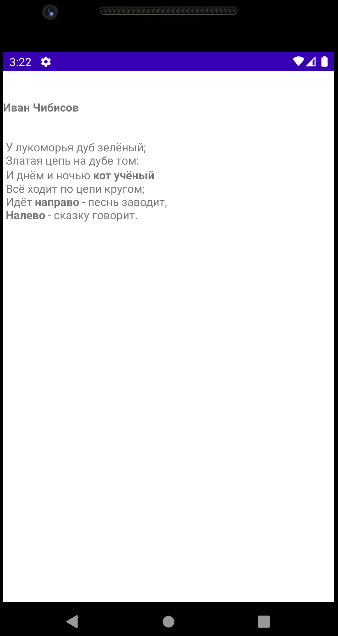 3:22
Иван Чибисов
У лукоморья дуб зелёный;
Златая цепь на дубе том:
И днём и ночью кот учёный
Всё ходит по цепи кругом;
Идёт направо - песнь заводит,
Налево - сказку говорит.